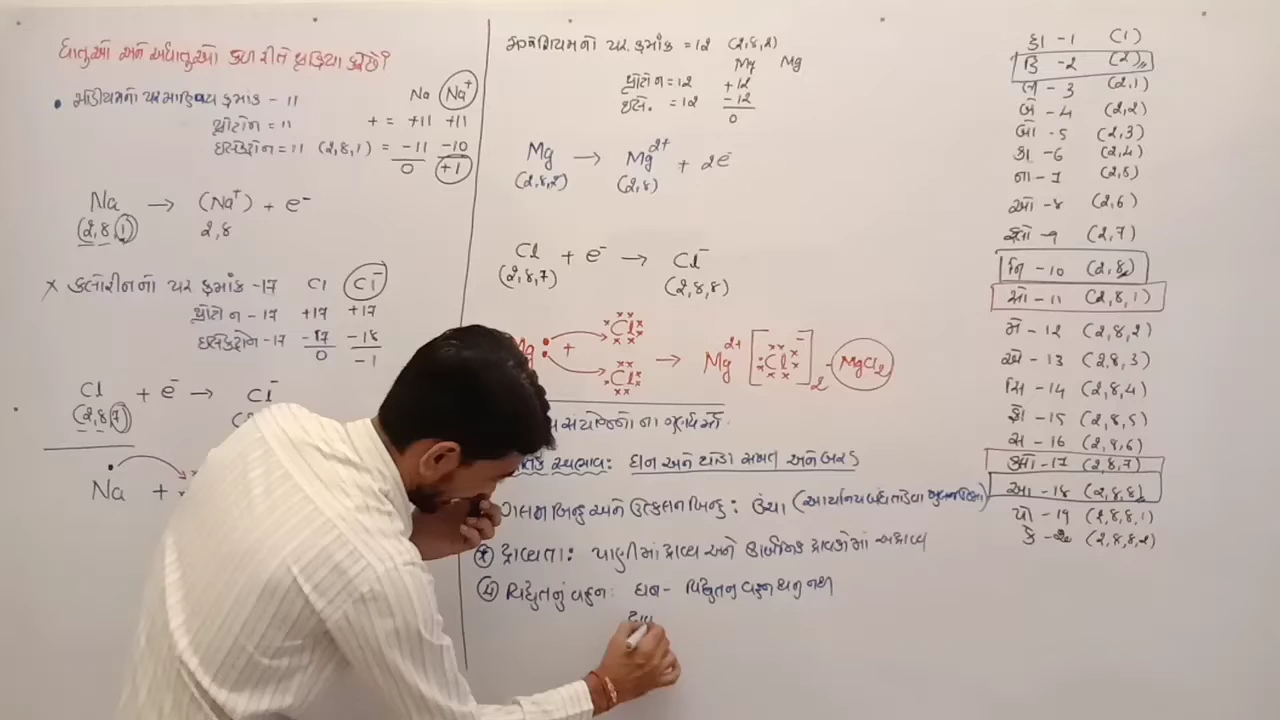 ધાતુઓ અને અધાતુઓ કઈ રીતે પ્રક્રિયા કરે છે?
સોડિયમનો પરમાણ્વિય ક્રમાંક - 11 Na Na⁺
પ્રોટોન = 11 + = +11 +11
ઇલેક્ટ્રોન = 11 (2,8,1) = -11 -10
0 +1
Na → (Na⁺) + e⁻
(2,8,1) 2,8
× ક્લોરીનનો પર ક્રમાંક - 17 Cl Cl⁻
પ્રોટોન - 17 +17 +17
ઇલેક્ટ્રોન - 17 -17 -18
0 -1
Cl + e⁻ → Cl⁻
(2,8,7)
Na +
મેગ્નેશિયમનો પર ક્રમાંક = 12 (2,8,2)
Mg Mg
પ્રોટોન = 12 +12
ઇલે. = 12 -12
0
Mg → Mg²⁺ + 2e⁻
(2,8,2) (2,8)
Cl + e⁻ → Cl⁻
(2,8,7) (2,8,8)
Mg + Cl Cl → Mg²⁺ [Cl]⁻₂ - MgCl₂
સંયોજનો ના ગુણધર્મો.
સ્વભાવ: ઘન અને થોડા સખત અને બરડ
ગલન બિન્દુ અને ઉત્કલન બિન્દુ: ઉંચા (આયનીય બંધ તોડવા
* દ્રાવ્યતા: પાણીમાં દ્રાવ્ય અને કાર્બનિક દ્રાવકોમાં અદ્રાવ્ય
(4) વિદ્યુતનું વહન: ઘન - વિદ્યુતનુ વહન થતુ નથી
હા - 1 (1)
હિ - 2 (2)
લ - 3 (2,1)
બે - 4 (2,2)
બો - 5 (2,3)
કા - 6 (2,4)
ના - 7 (2,5)
ઓ - 8 (2,6)
ફ્લો - 9 (2,7)
નિ - 10 (2,8)
સો - 11 (2,8,1)
મે - 12 (2,8,2)
એ - 13 (2,8,3)
સિ - 14 (2,8,4)
ફો - 15 (2,8,5)
સ - 16 (2,8,6)
ક્લો - 17 (2,8,7)
આ - 18 (2,8,8)
પો - 19 (2,8,8,1)
કે - 20 (2,8,8,2)